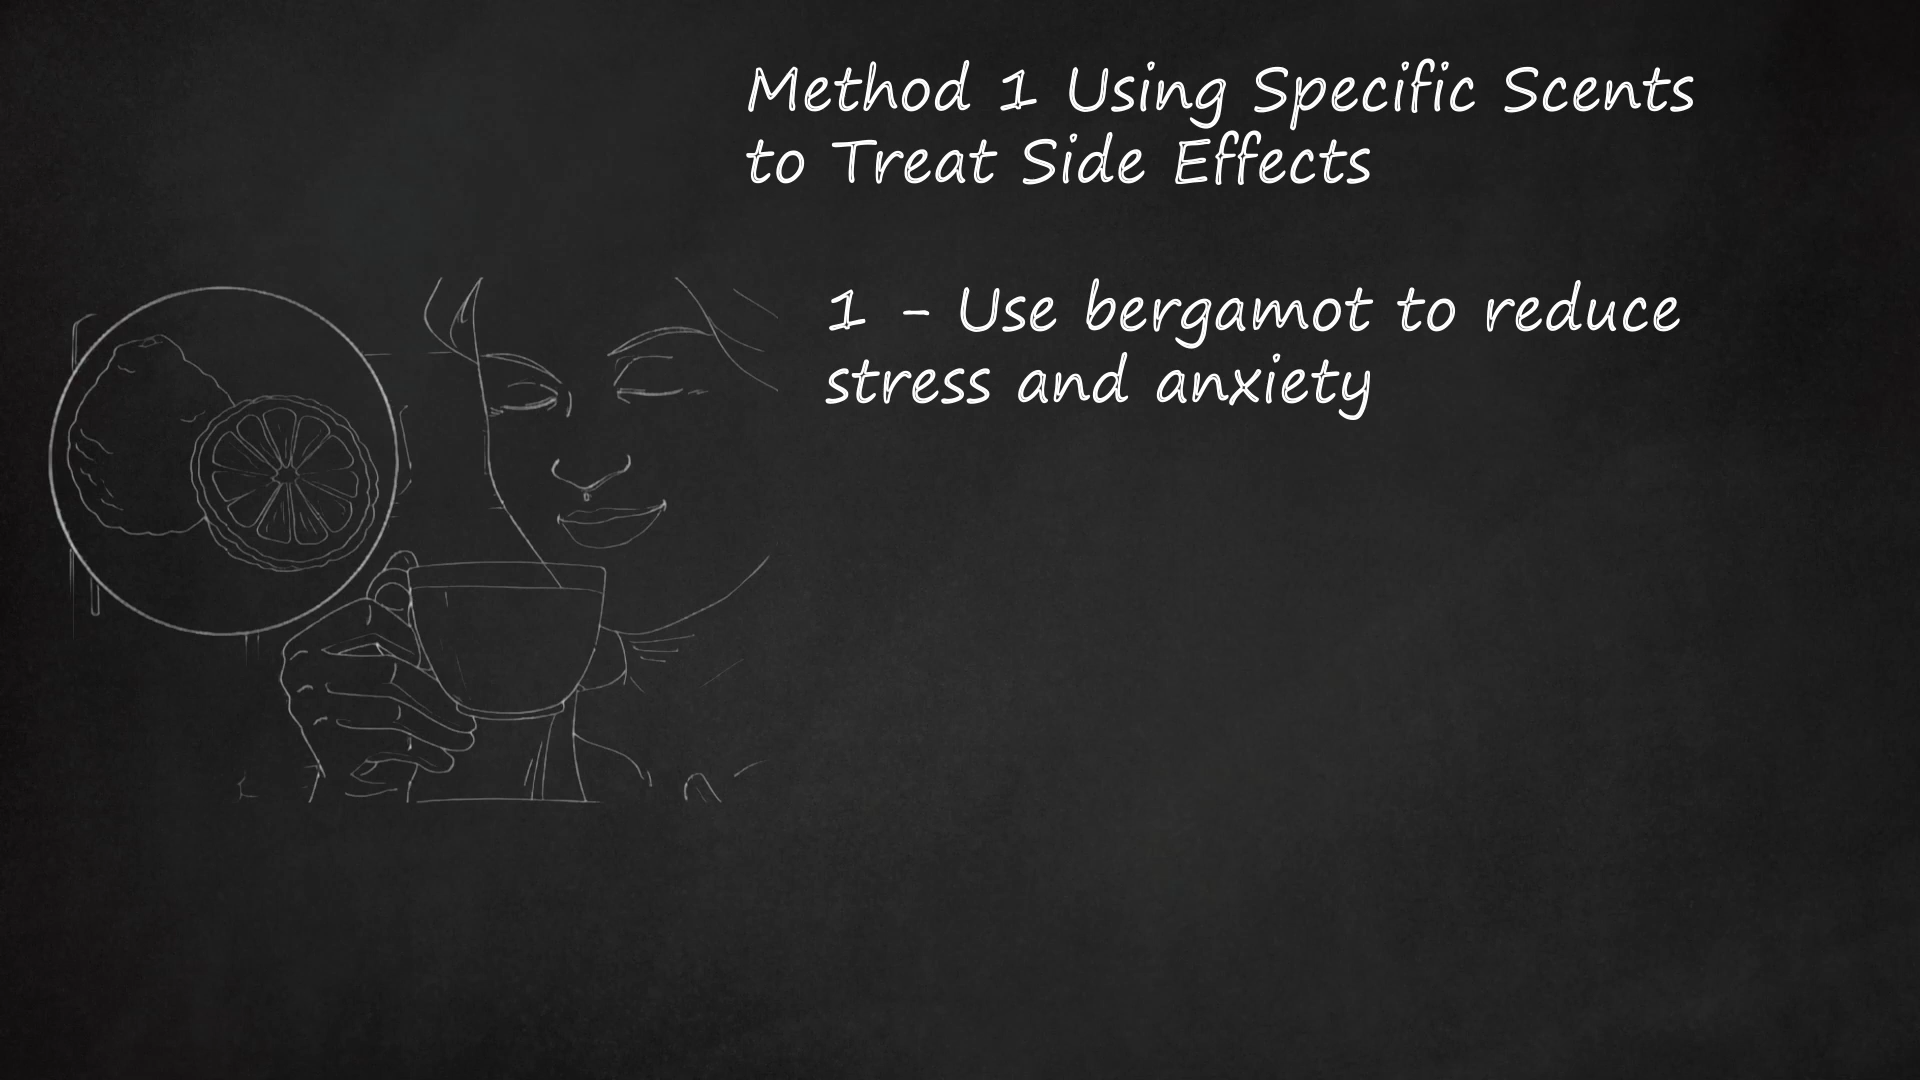 Method 1 Using Specific Scents
to Treat Side Effects
1 - Use bergamot to reduce
stress and anxiety